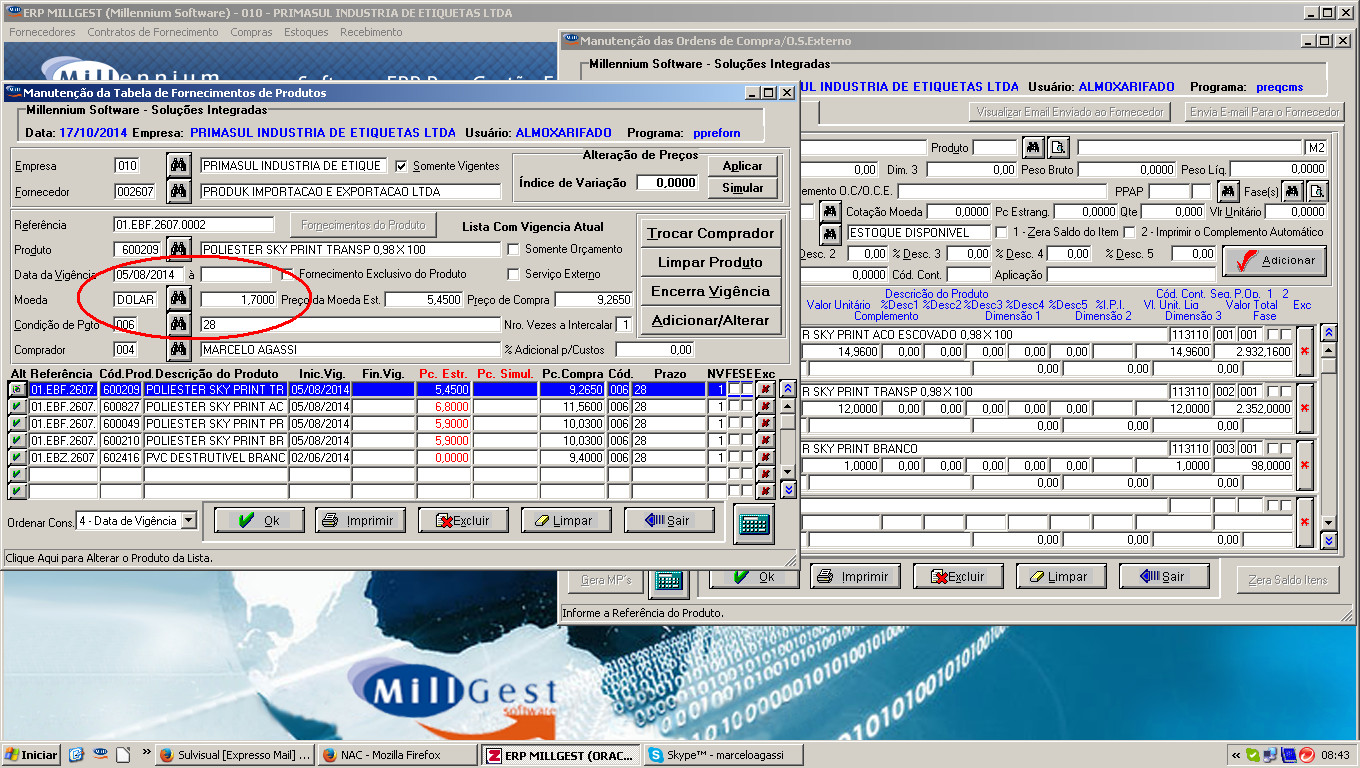 ERP MILLGEST (Millennium Software) - 010 - PRIMASUL INDUSTRIA DE ETIQUETAS LTDA
Fornecedores Contratos de Fornecimento Compras Estoques Recebimento
Manutenção da Tabela de Fornecimentos de Produtos
Millennium Software - Soluções Integradas
Data: 17/10/2014 Empresa: PRIMASUL INDUSTRIA DE ETIQUETAS LTDA Usuário: ALMOXARIFADO Programa: ppreforn
Empresa 010 PRIMASUL INDUSTRIA DE ETIQUE Somente Vigentes
Fornecedor 002607 PRODUK IMPORTACAO E EXPORTACAO LTDA
Alteração de Preços
Índice de Variação 0,0000
Aplicar
Simular
Referência 01.EBF.2607.0002 Fornecimentos do Produto Lista Com Vigencia Atual
Produto 600209 POLIESTER SKY PRINT TRANSP 0,98 X 100 Somente Orçamento
Data da Vigência 05/08/2014 à Fornecimento Exclusivo do Produto Serviço Externo
Moeda DOLAR 1,7000 Preço da Moeda Est. 5,4500 Preço de Compra 9,2650
Condição de Pgto 006 28 Nro. Vezes a Intercalar 1
Comprador 004 MARCELO AGASSI % Adicional p/Custos 0,00
Trocar Comprador
Limpar Produto
Encerra Vigência
Adicionar/Alterar
Alt Referência Cód.Prod. Descrição do Produto Inic.Vig. Fin.Vig. Pc. Estr. Pc. Simul. Pc.Compra Cód. Prazo NV FE SE Exc
01.EBF.2607. 600209 POLIESTER SKY PRINT TR 05/08/2014 5,4500 9,2650 006 28 1
01.EBF.2607. 600827 POLIESTER SKY PRINT AC 05/08/2014 6,8000 11,5600 006 28 1
01.EBF.2607. 600049 POLIESTER SKY PRINT PR 05/08/2014 5,9000 10,0300 006 28 1
01.EBF.2607. 600210 POLIESTER SKY PRINT BR 05/08/2014 5,9000 10,0300 006 28 1
01.EBZ.2607 602416 PVC DESTRUTIVEL BRANC 02/06/2014 0,0000 9,4000 006 28 1
Ordenar Cons. 4 - Data de Vigência Ok Imprimir Excluir Limpar Sair
Clique Aqui para Alterar o Produto da Lista.
Manutenção das Ordens de Compra/O.S.Externo
Millennium Software - Soluções Integradas
UL INDUSTRIA DE ETIQUETAS LTDA Usuário: ALMOXARIFADO Programa: preqcms
Visualizar Email Enviado ao Fornecedor Envia E-mail Para o Fornecedor
Produto M2
0,00 Dim. 3 0,00 Peso Bruto 0,0000 Peso Líq. 0,0000
emento O.C/O.C.E. PPAP Fase(s)
Cotação Moeda 0,0000 Pc Estrang. 0,0000 Qte 0,000 Vlr Unitário 0,0000
ESTOQUE DISPONIVEL 1 - Zera Saldo do Item 2 - Imprimir o Complemento Automático
Desc. 2 0,00 % Desc. 3 0,00 % Desc. 4 0,00 % Desc. 5 0,00
0,0000 Cód. Cont. Aplicação
Adicionar
Descrição do Produto Cód. Cont. Seq. P.Op. 1 2
Valor Unitário %Desc1 %Desc2 %Desc3 %Desc4 %Desc5 %I.P.I. Vl. Unit. Liq Valor Total Exc
Complemento Dimensão 1 Dimensão 2 Dimensão 3 Fase
R SKY PRINT ACO ESCOVADO 0,98 X 100 113110 001 001
14,9600 0,00 0,00 0,00 0,00 0,00 14,9600 2.932,1600
0,00 0,00 0,00
R SKY PRINT TRANSP 0,98 X 100 113110 002 001
12,0000 0,00 0,00 0,00 0,00 0,00 12,0000 2.352,0000
0,00 0,00 0,00
R SKY PRINT BRANCO 113110 003 001
1,0000 0,00 0,00 0,00 0,00 0,00 1,0000 98,0000
0,00 0,00 0,00
0,00 0,00 0,00
Gera MP's Ok Imprimir Excluir Limpar Sair Zera Saldo Itens
Informe a Referência do Produto.
MillGest
software
Iniciar Sulvisual [Expresso Mail] ... NAC - Mozilla Firefox ERP MILLGEST (ORAC... Skype™ - marceloagassi 08:43